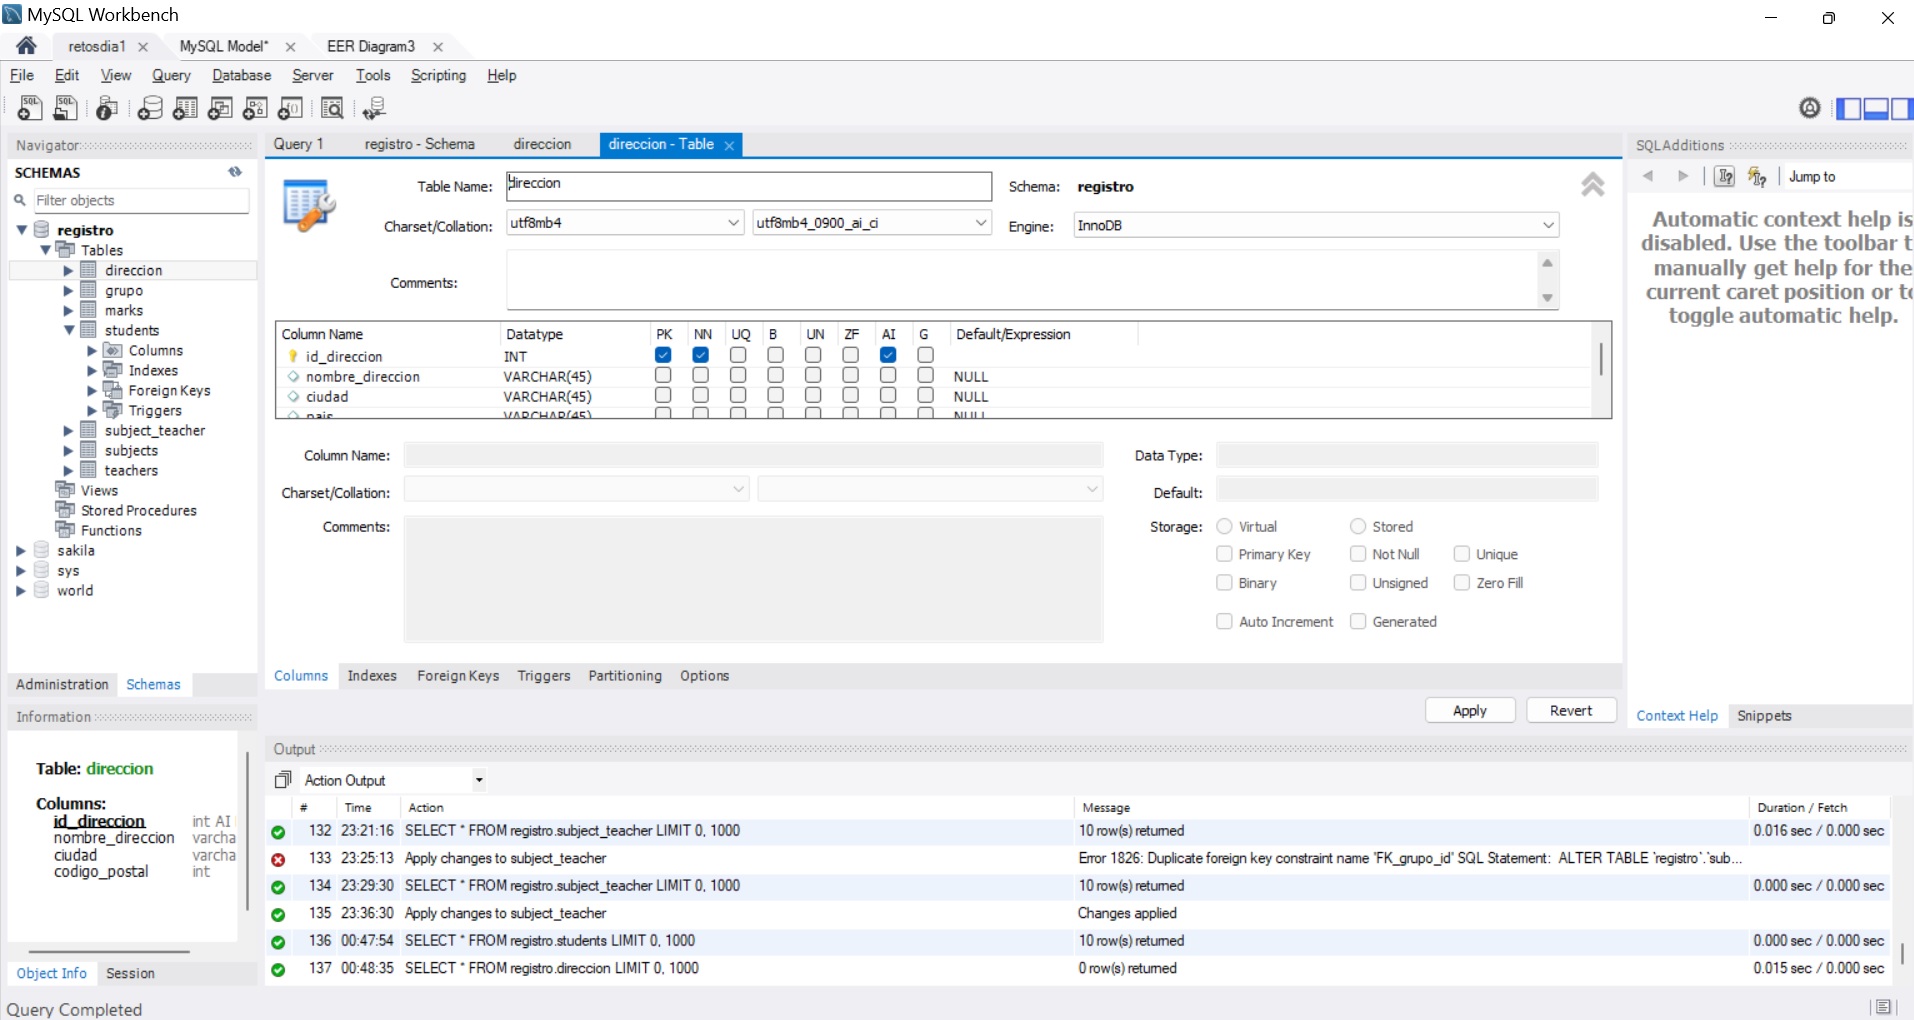 MySQL Workbench
retosdia1 MySQL Model* EER Diagram3
File Edit View Query Database Server Tools Scripting Help
Navigator
SCHEMAS
Filter objects
registro
Tables
direccion
grupo
marks
students
Columns
Indexes
Foreign Keys
Triggers
subject_teacher
subjects
teachers
Views
Stored Procedures
Functions
sakila
sys
world
Administration Schemas
Information
Table: direccion
Columns:
id_direccion int AI
nombre_direccion varcha
ciudad varcha
codigo_postal int
Object Info Session
Query 1 registro - Schema direccion direccion - Table
Table Name: direccion Schema: registro
Charset/Collation: utf8mb4 utf8mb4_0900_ai_ci Engine: InnoDB
Comments:
Column Name Datatype PK NN UQ B UN ZF AI G Default/Expression
id_direccion INT
nombre_direccion VARCHAR(45) NULL
ciudad VARCHAR(45) NULL
pais VARCHAR(45) NULL
Column Name: Data Type:
Charset/Collation: Default:
Comments: Storage: Virtual Stored
Primary Key Not Null Unique
Binary Unsigned Zero Fill
Auto Increment Generated
Columns Indexes Foreign Keys Triggers Partitioning Options
Apply Revert
SQLAdditions
Jump to
Automatic context help is
disabled. Use the toolbar t
manually get help for the
current caret position or to
toggle automatic help.
Context Help Snippets
Output
Action Output
# Time Action Message Duration / Fetch
132 23:21:16 SELECT * FROM registro.subject_teacher LIMIT 0, 1000 10 row(s) returned 0.016 sec / 0.000 sec
133 23:25:13 Apply changes to subject_teacher Error 1826: Duplicate foreign key constraint name 'FK_grupo_id' SQL Statement: ALTER TABLE `registro`.`sub...
134 23:29:30 SELECT * FROM registro.subject_teacher LIMIT 0, 1000 10 row(s) returned 0.000 sec / 0.000 sec
135 23:36:30 Apply changes to subject_teacher Changes applied
136 00:47:54 SELECT * FROM registro.students LIMIT 0, 1000 10 row(s) returned 0.000 sec / 0.000 sec
137 00:48:35 SELECT * FROM registro.direccion LIMIT 0, 1000 0 row(s) returned 0.015 sec / 0.000 sec
Query Completed